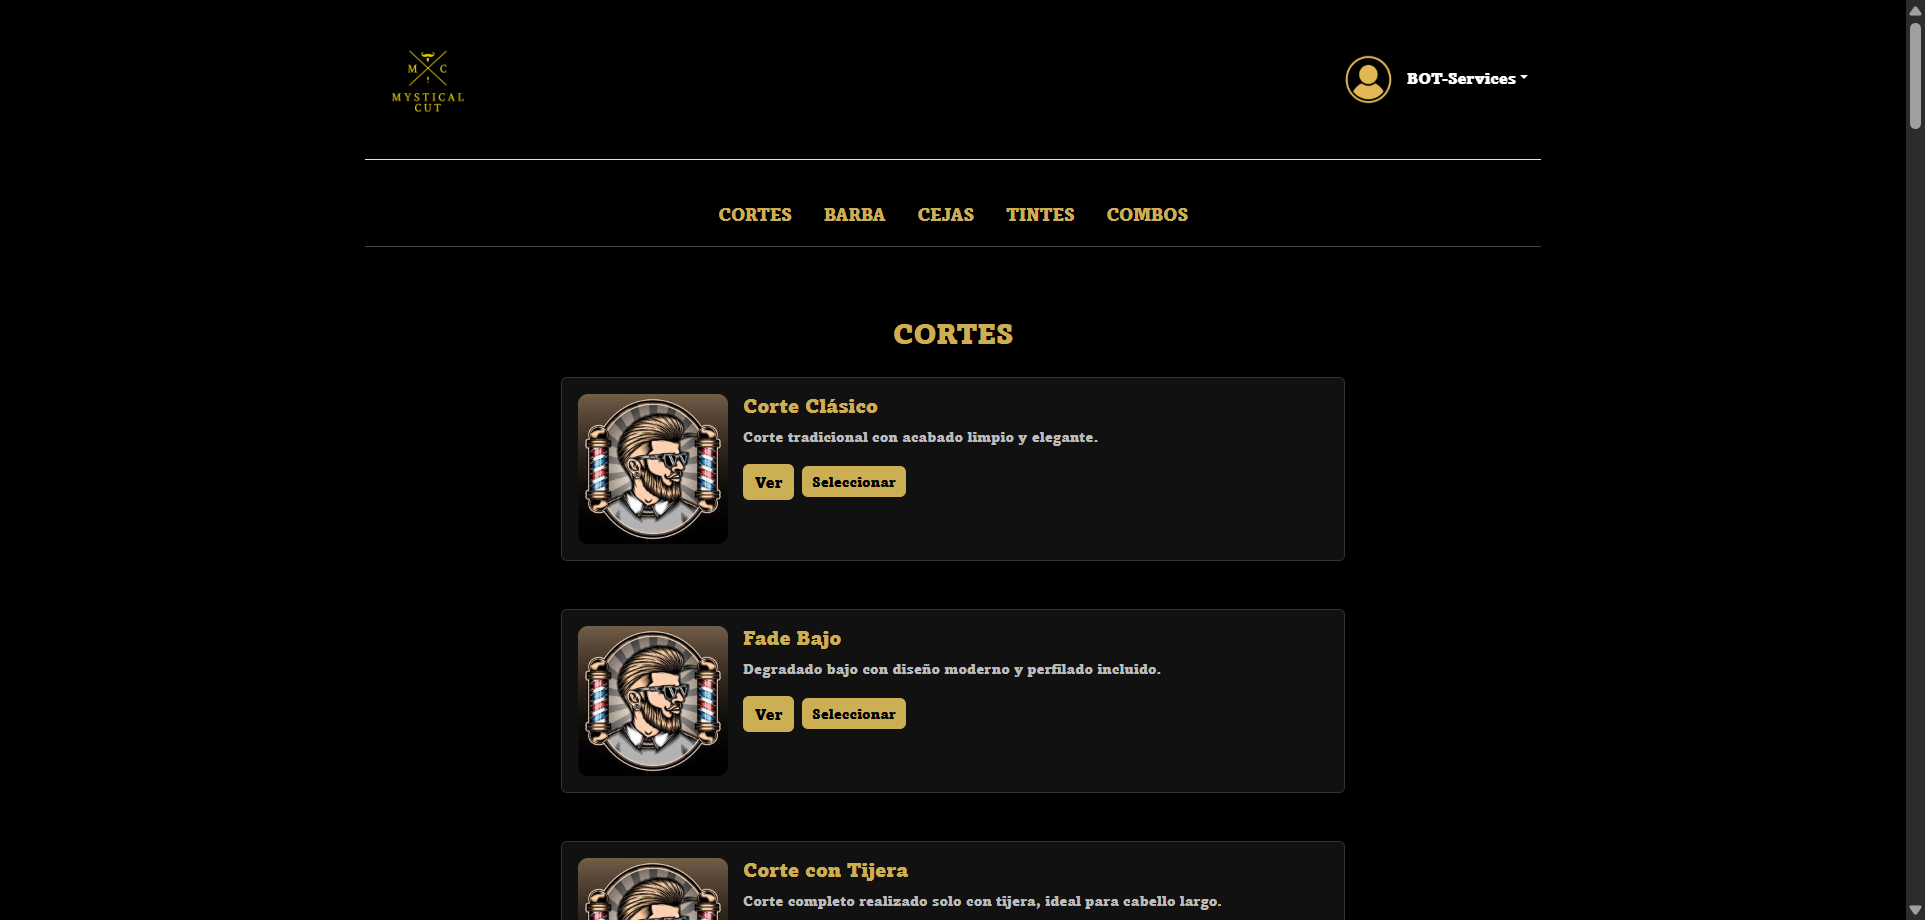 M C
MYSTICAL
CUT
BOT-Services
CORTES BARBA CEJAS TINTES COMBOS
CORTES
Corte Clásico
Corte tradicional con acabado limpio y elegante.
Ver Seleccionar
Fade Bajo
Degradado bajo con diseño moderno y perfilado incluido.
Ver Seleccionar
Corte con Tijera
Corte completo realizado solo con tijera, ideal para cabello largo.